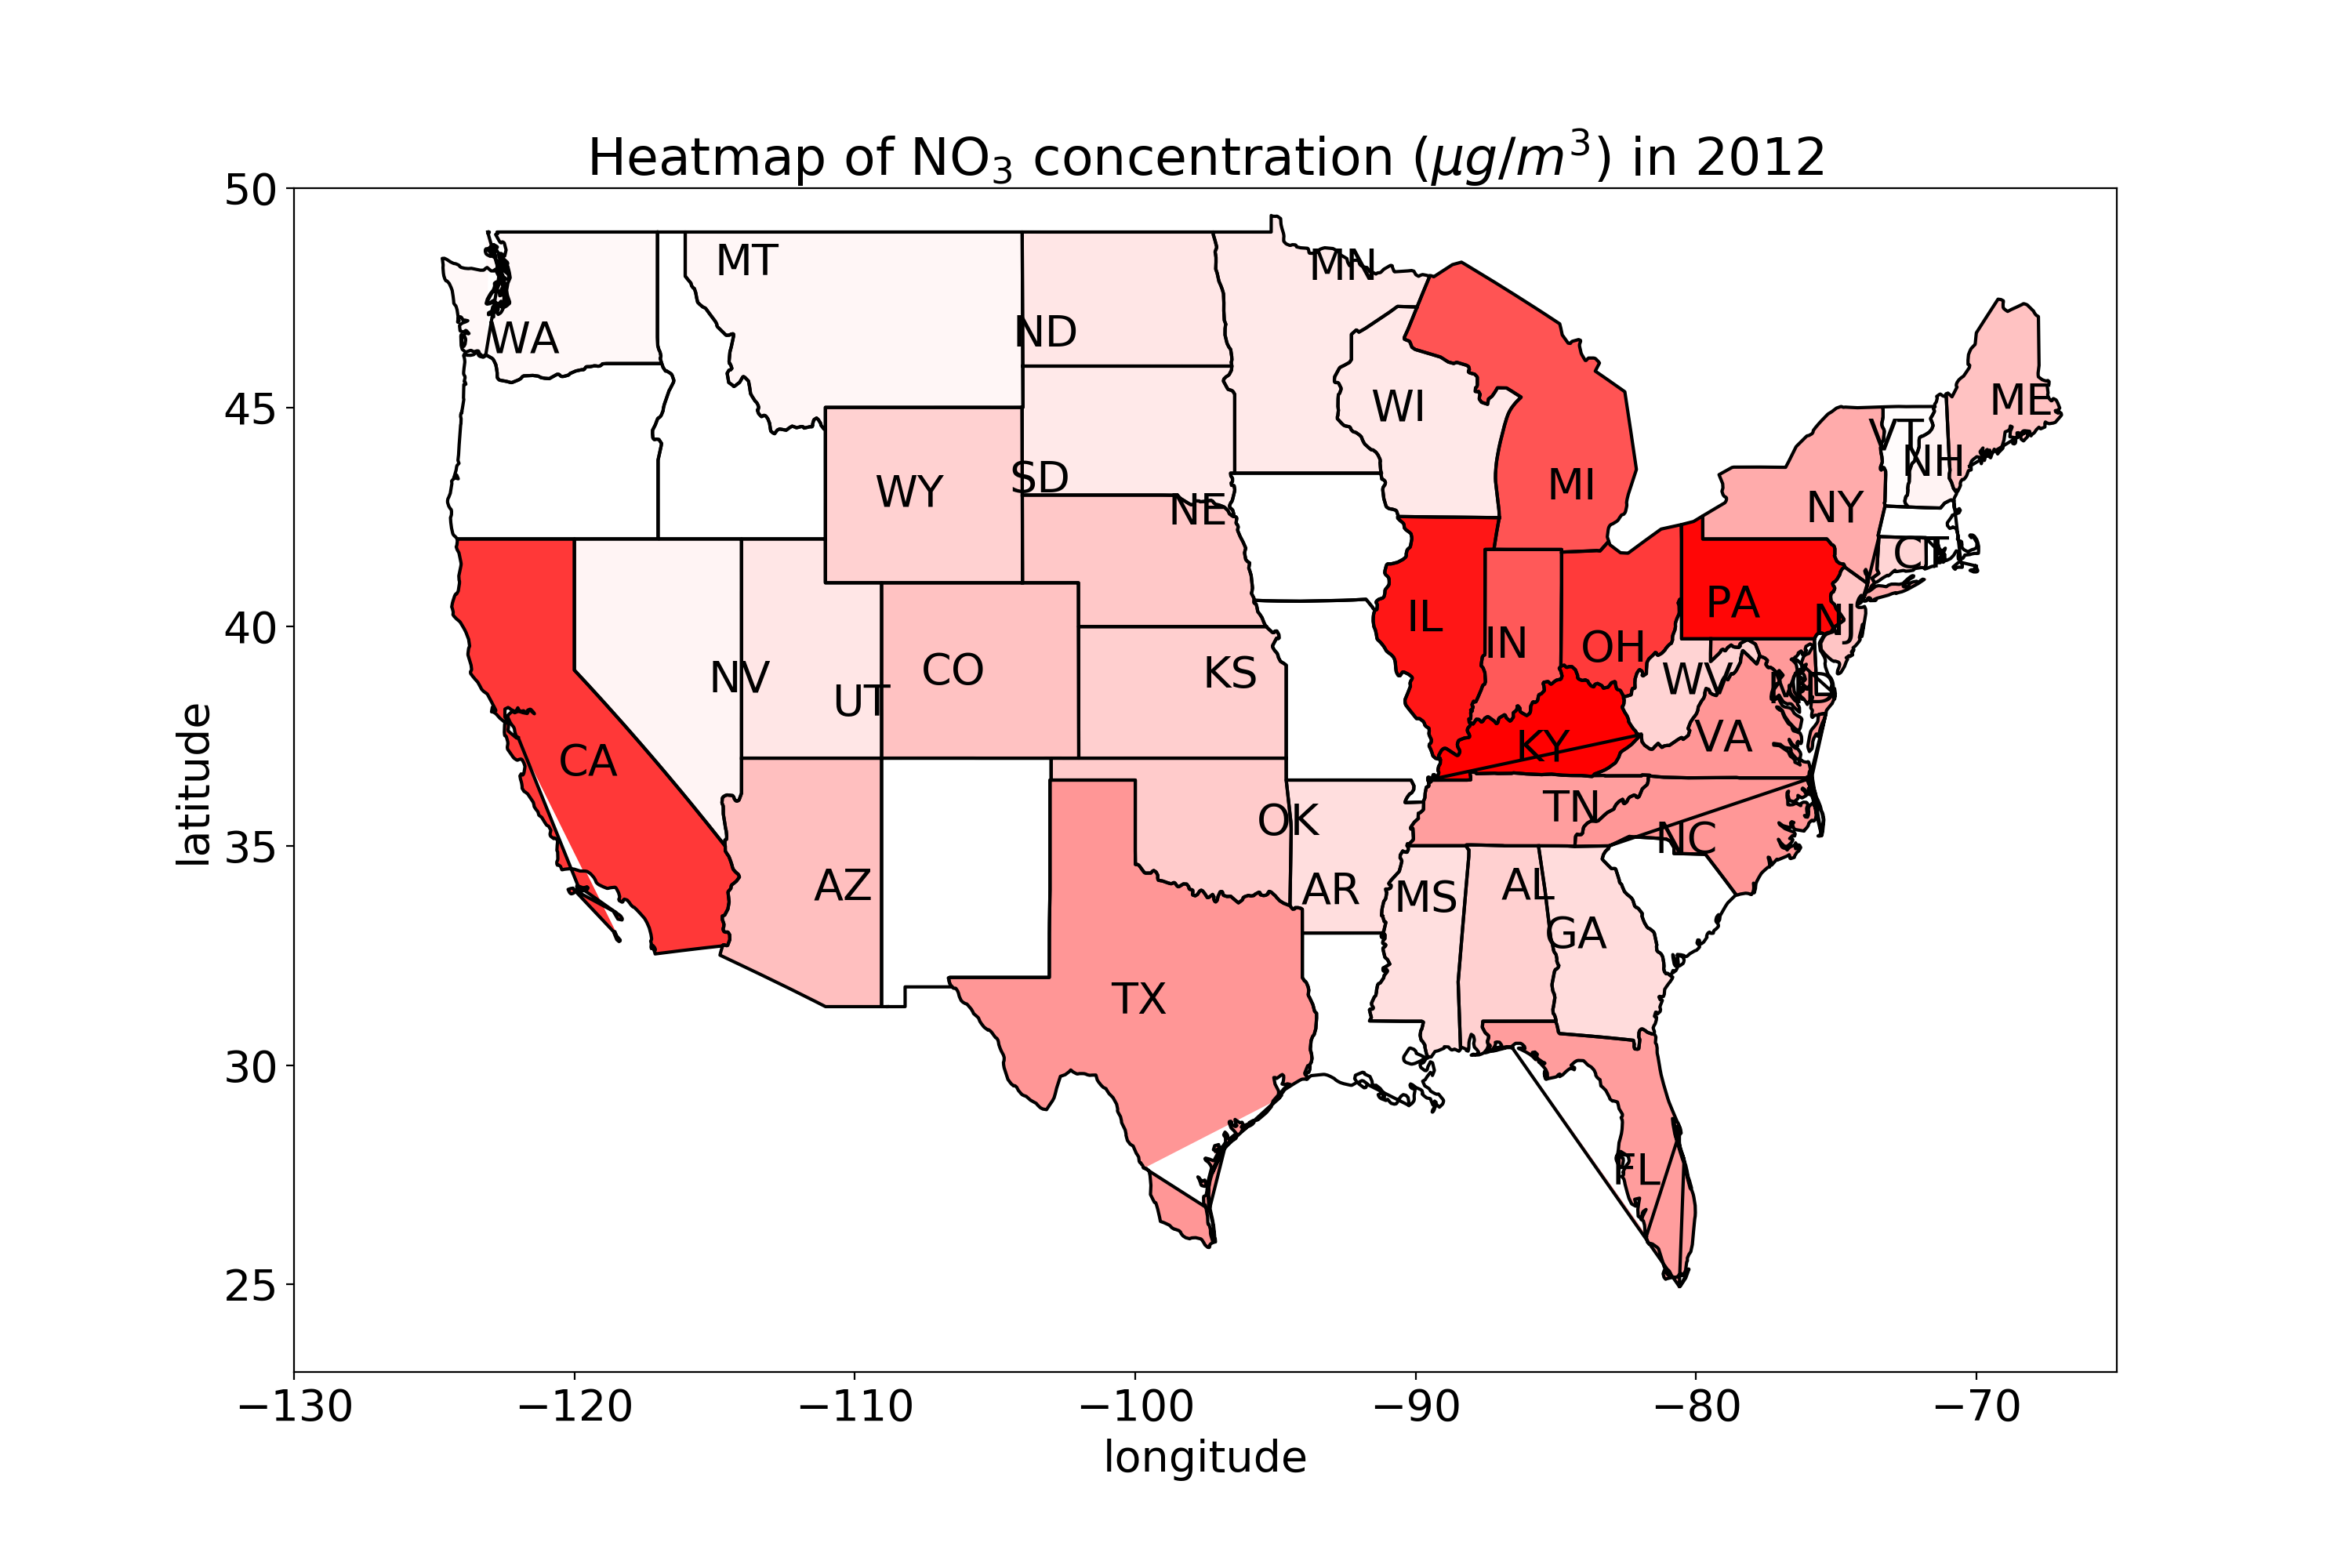 Heatmap of NO₃ concentration (μg/m³) in 2012
50
45
40
35
30
25
latitude
MT
MN
WA
ND
WI
ME
VT
NH
WY
SD
NE
MI
NY
CT
IL
IN
OH
PA
NJ
NV
UT
CO
KS
WV
MD
CA
KY
VA
OK
TN
NC
AZ
AR
MS
AL
GA
TX
FL
−130
−120
−110
−100
−90
−80
−70
longitude